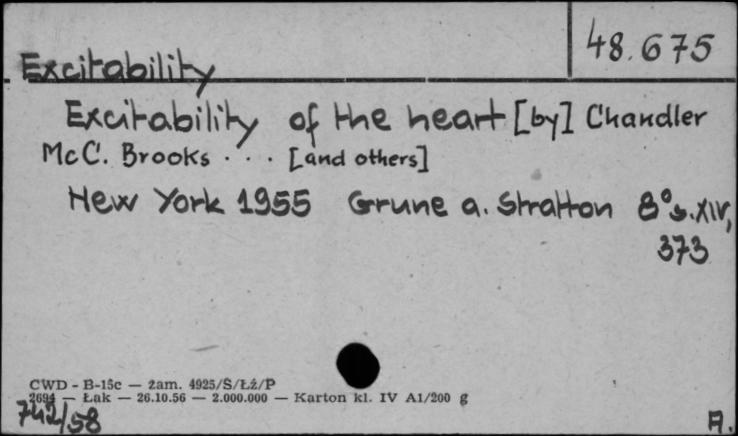 48.675
Excitability
Excitability of the heart [by] Chandler
McC. Brooks . . . [and others]
New York 1955 Grune a. Stratton 8° s. XIV,
373
CWD - B-15c — zam. 4925/S/Łź/P
2694 — Łak — 26.10.56 — 2.000.000 — Karton kl. IV A1/200 g
742/58
A.